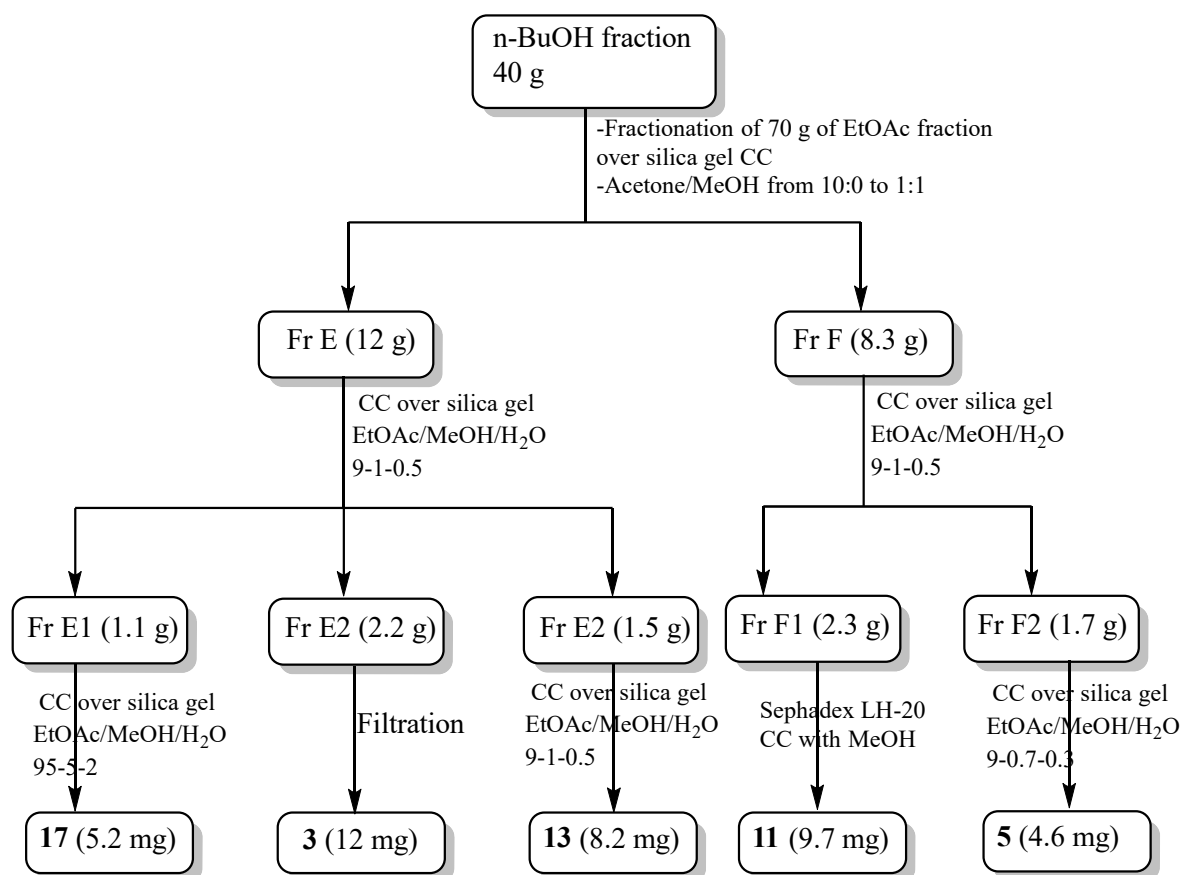 n-BuOH fraction
40 g
-Fractionation of 70 g of EtOAc fraction
over silica gel CC
-Acetone/MeOH from 10:0 to 1:1
Fr E (12 g)
Fr F (8.3 g)
CC over silica gel
EtOAc/MeOH/H₂O
9-1-0.5
CC over silica gel
EtOAc/MeOH/H₂O
9-1-0.5
Fr E1 (1.1 g)
Fr E2 (2.2 g)
Fr E2 (1.5 g)
Fr F1 (2.3 g)
Fr F2 (1.7 g)
CC over silica gel
EtOAc/MeOH/H₂O
95-5-2
Filtration
CC over silica gel
EtOAc/MeOH/H₂O
9-1-0.5
Sephadex LH-20
CC with MeOH
CC over silica gel
EtOAc/MeOH/H₂O
9-0.7-0.3
17 (5.2 mg)
3 (12 mg)
13 (8.2 mg)
11 (9.7 mg)
5 (4.6 mg)